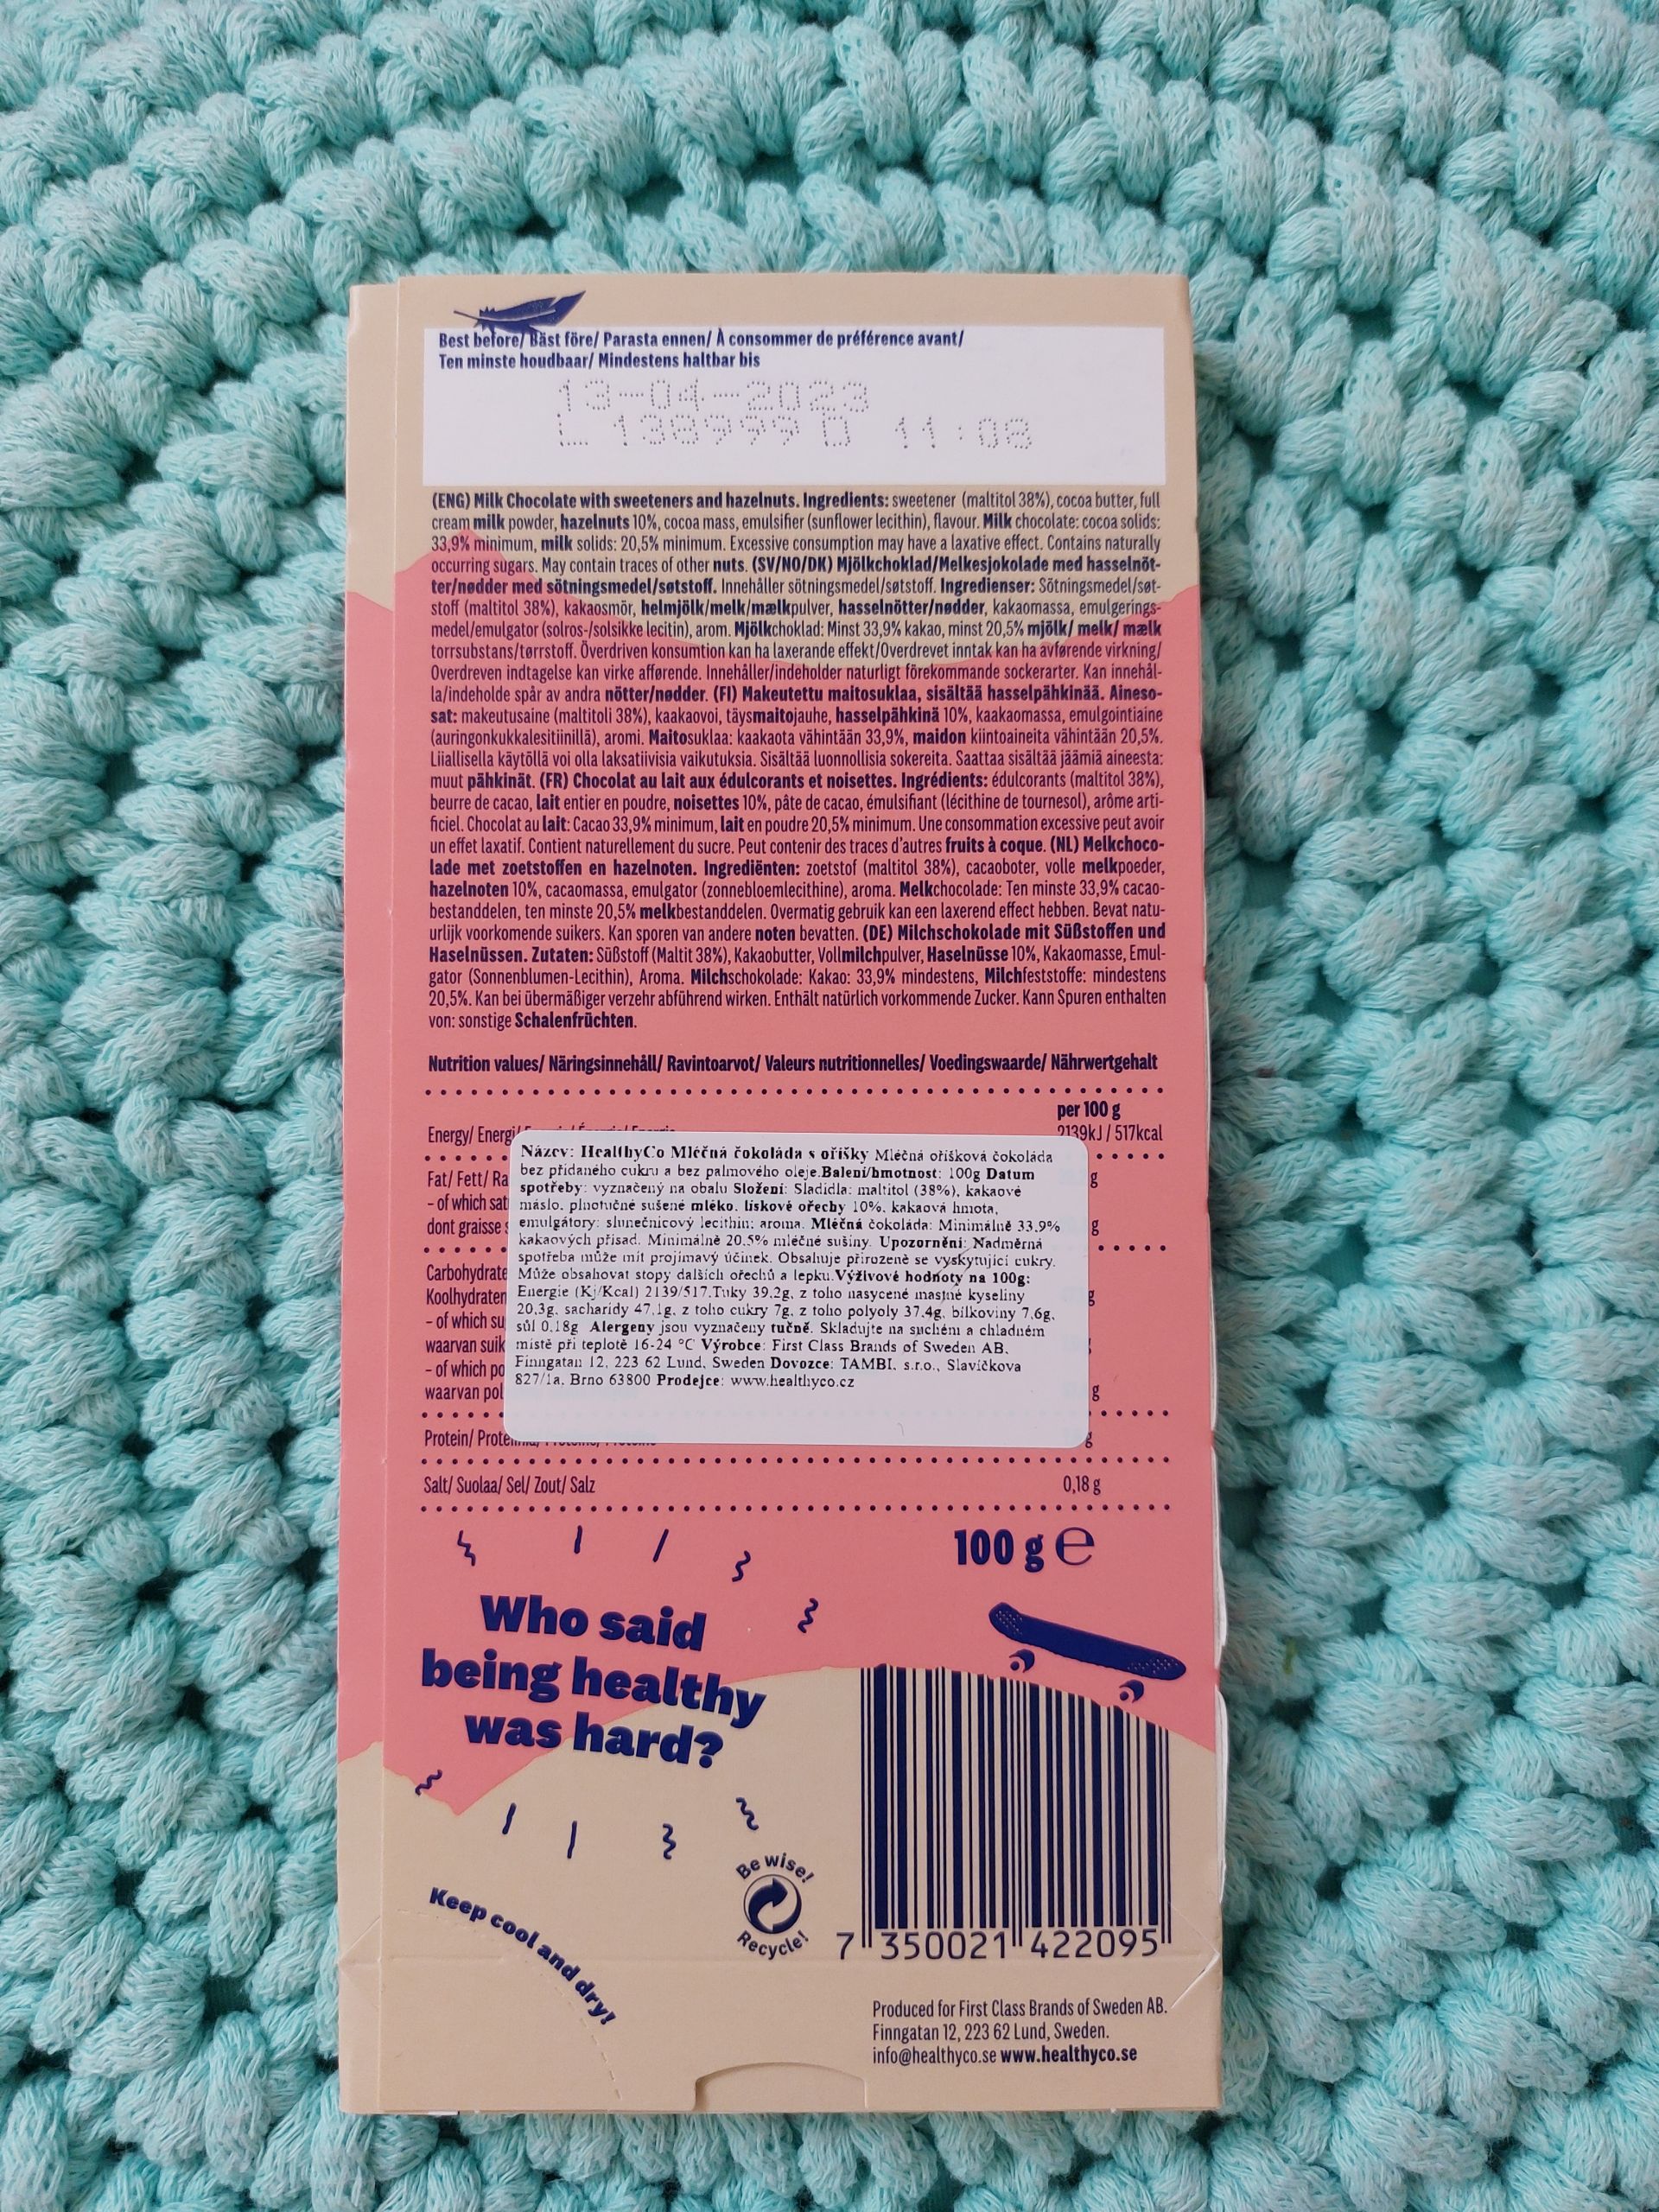 Best before/ Bäst före/ Parasta ennen/ À consommer de préférence avant/
Ten minste houdbaar/ Mindestens haltbar bis
13-04-2023
L 138999 D 11:08
(ENG) Milk Chocolate with sweeteners and hazelnuts. Ingredients: sweetener (maltitol 38%), cocoa butter, full
cream milk powder, hazelnuts 10%, cocoa mass, emulsifier (sunflower lecithin), flavour. Milk chocolate: cocoa solids:
33,9% minimum, milk solids: 20,5% minimum. Excessive consumption may have a laxative effect. Contains naturally
occurring sugars. May contain traces of other nuts. (SV/NO/DK) Mjölkchoklad/Melkesjokolade med hasselnöt-
ter/nødder med sötningsmedel/søtstoff. Innehåller sötningsmedel/søtstoff. Ingredienser: Sötningsmedel/søt-
stoff (maltitol 38%), kakaosmör, helmjölk/melk/mælkpulver, hasselnötter/nødder, kakaomassa, emulgerings-
medel/emulgator (solros-/solsikke lecitin), arom. Mjölkchoklad: Minst 33,9% kakao, minst 20,5% mjölk/ melk/ mælk
torrsubstans/tørrstoff. Överdriven konsumtion kan ha laxerande effekt/Overdrevet inntak kan ha avførende virkning/
Overdreven indtagelse kan virke afførende. Innehåller/indeholder naturligt förekommande sockerarter. Kan innehål-
la/indeholde spår av andra nötter/nødder. (FI) Makeutettu maitosuklaa, sisältää hasselpähkinää. Aineso-
sat: makeutusaine (maltitoli 38%), kaakaovoi, täysmaitojauhe, hasselpähkinä 10%, kaakaomassa, emulgointiaine
(auringonkukkalesitiinillä), aromi. Maitosuklaa: kaakaota vähintään 33,9%, maidon kiintoaineita vähintään 20,5%.
Liiallisella käytöllä voi olla laksatiivisia vaikutuksia. Sisältää luonnollisia sokereita. Saattaa sisältää jäämiä aineesta:
muut pähkinät. (FR) Chocolat au lait aux édulcorants et noisettes. Ingrédients: édulcorants (maltitol 38%),
beurre de cacao, lait entier en poudre, noisettes 10%, pâte de cacao, émulsifiant (lécithine de tournesol), arôme arti-
ficiel. Chocolat au lait: Cacao 33,9% minimum, lait en poudre 20,5% minimum. Une consommation excessive peut avoir
un effet laxatif. Contient naturellement du sucre. Peut contenir des traces d'autres fruits à coque. (NL) Melkchoco-
lade met zoetstoffen en hazelnoten. Ingrediënten: zoetstof (maltitol 38%), cacaoboter, volle melkpoeder,
hazelnoten 10%, cacaomassa, emulgator (zonnebloemlecithine), aroma. Melkchocolade: Ten minste 33,9% cacao-
bestanddelen, ten minste 20,5% melkbestanddelen. Overmatig gebruik kan een laxerend effect hebben. Bevat natu-
urlijk voorkomende suikers. Kan sporen van andere noten bevatten. (DE) Milchschokolade mit Süßstoffen und
Haselnüssen. Zutaten: Süßstoff (Maltit 38%), Kakaobutter, Vollmilchpulver, Haselnüsse 10%, Kakaomasse, Emul-
gator (Sonnenblumen-Lecithin), Aroma. Milchschokolade: Kakao: 33,9% mindestens, Milchfeststoffe: mindestens
20,5%. Kan bei übermäßiger verzehr abführend wirken. Enthält natürlich vorkommende Zucker. Kann Spuren enthalten
von: sonstige Schalenfrüchten.
Nutrition values/ Näringsinnehåll/ Ravintoarvot/ Valeurs nutritionnelles/ Voedingswaarde/ Nährwertgehalt
per 100 g
Energy/ Energi/ 2139kJ / 517kcal
Fat/ Fett/ g
- of which
dont graisse g
Carbohydrate
Koolhydraten g
- of which
waarvan
- of which
waarvan g
Protein/ g
Název: HealthyCo Mléčná čokoláda s oříšky Mléčná oříšková čokoláda
bez přidaného cukru a bez palmového oleje.Balení/hmotnost: 100g Datum
spotřeby: vyznačený na obalu Složení: Sladidla: maltitol (38%), kakaové
máslo, plnotučné sušené mléko, lískové ořechy 10%, kakaová hmota,
emulgátory: slunečnicový lecithin; aroma. Mléčná čokoláda: Minimálně 33,9%
kakaových přísad. Minimálně 20.5% mléčné sušiny. Upozornění: Nadměrná
spotřeba může mít projímavý účinek. Obsahuje přirozeně se vyskytující cukry.
Může obsahovat stopy dalších ořechů a lepku.Výživové hodnoty na 100g:
Energie (Kj/Kcal) 2139/517.Tuky 39,2g, z toho nasycené mastné kyseliny
20,3g, sacharidy 47,1g, z toho cukry 7g, z toho polyoly 37,4g, bílkoviny 7,6g,
sůl 0,18g Alergeny jsou vyznačeny tučně. Skladujte na suchém a chladném
místě při teplotě 16-24 °C Výrobce: First Class Brands of Sweden AB,
Finngatan 12, 223 62 Lund, Sweden Dovozce: TAMBI, s.r.o., Slavíčkova
827/1a, Brno 63800 Prodejce: www.healthyco.cz
Salt/ Suolaa/ Sel/ Zout/ Salz 0,18 g
100 g ℮
Who said
being healthy
was hard?
Be wise!
Recycle!
Keep cool and dry!
7 350021 422095
Produced for First Class Brands of Sweden AB.
Finngatan 12, 223 62 Lund, Sweden.
info@healthyco.se www.healthyco.se